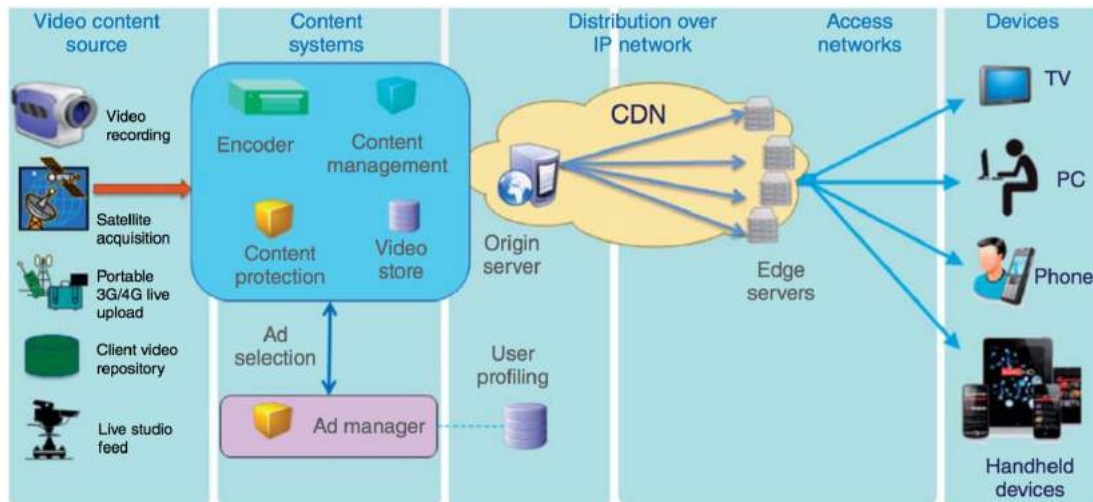 Video content
source
Content
systems
Distribution over
IP network
Access
networks
Devices
Video
recording
Satellite
acquisition
Portable
3G/4G live
upload
Client video
repository
Live studio
feed
Encoder
Content
management
Content
protection
Video
store
Ad
selection
Ad manager
User
profiling
Origin
server
CDN
Edge
servers
TV
PC
Phone
Handheld
devices